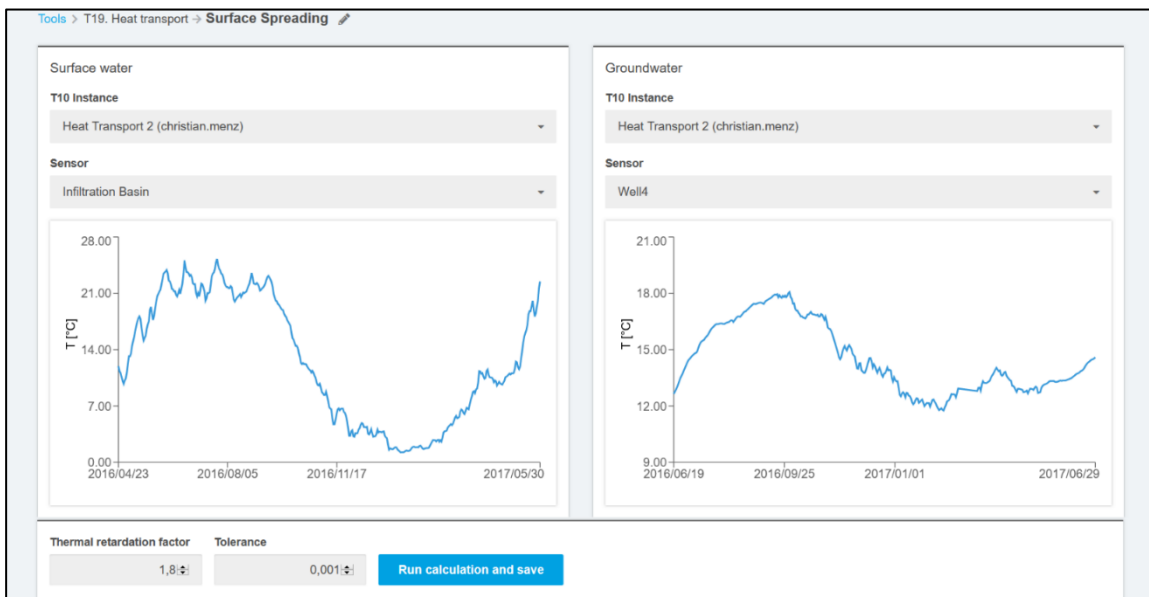 Tools > T19. Heat transport → Surface Spreading
Surface water
T10 Instance
Heat Transport 2 (christian.menz)
Sensor
Infiltration Basin
28.00
21.00
14.00
7.00
0.00
T [°C]
2016/04/23 2016/08/05 2016/11/17 2017/05/30
Groundwater
T10 Instance
Heat Transport 2 (christian.menz)
Sensor
Well4
21.00
18.00
15.00
12.00
9.00
T [°C]
2016/06/19 2016/09/25 2017/01/01 2017/06/29
Thermal retardation factor Tolerance
1,8 0,001 Run calculation and save